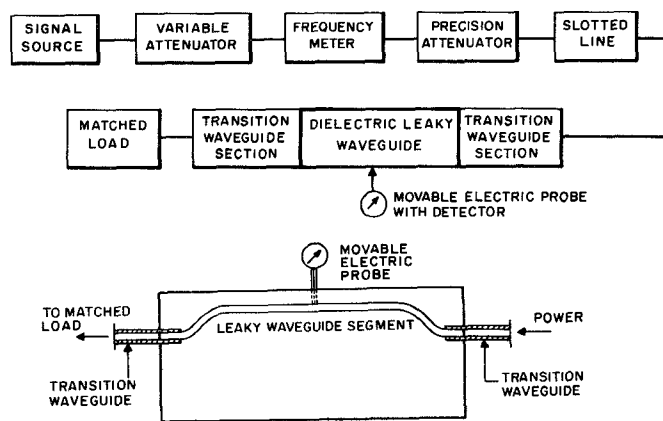 SIGNAL
SOURCE
VARIABLE
ATTENUATOR
FREQUENCY
METER
PRECISION
ATTENUATOR
SLOTTED
LINE
MATCHED
LOAD
TRANSITION
WAVEGUIDE
SECTION
DIELECTRIC LEAKY
WAVEGUIDE
TRANSITION
WAVEGUIDE
SECTION
MOVABLE ELECTRIC PROBE
WITH DETECTOR
MOVABLE
ELECTRIC
PROBE
TO MATCHED
LOAD
LEAKY WAVEGUIDE SEGMENT
POWER
TRANSITION
WAVEGUIDE
TRANSITION
WAVEGUIDE